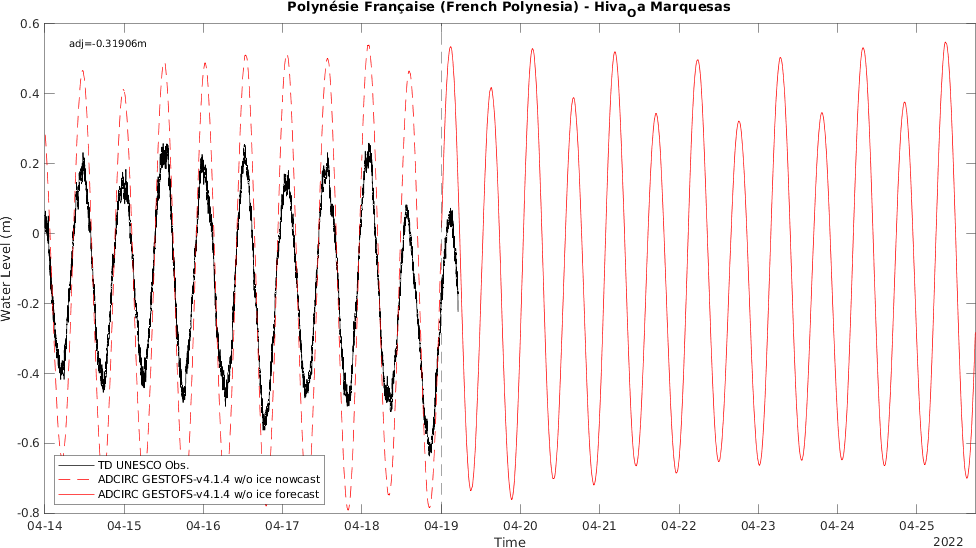 Polynésie Française (French Polynesia) - Hiva_Oa Marquesas
adj=-0.31906m
Water Level (m)
0.6
0.4
0.2
0
-0.2
-0.4
-0.6
-0.8
TD UNESCO Obs.
ADCIRC GESTOFS-v4.1.4 w/o ice nowcast
ADCIRC GESTOFS-v4.1.4 w/o ice forecast
04-14 04-15 04-16 04-17 04-18 04-19 04-20 04-21 04-22 04-23 04-24 04-25
Time
2022